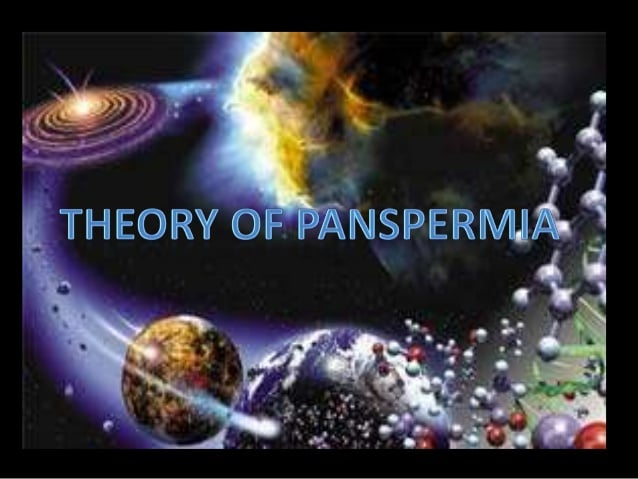 THEORY OF PANSPERMIA